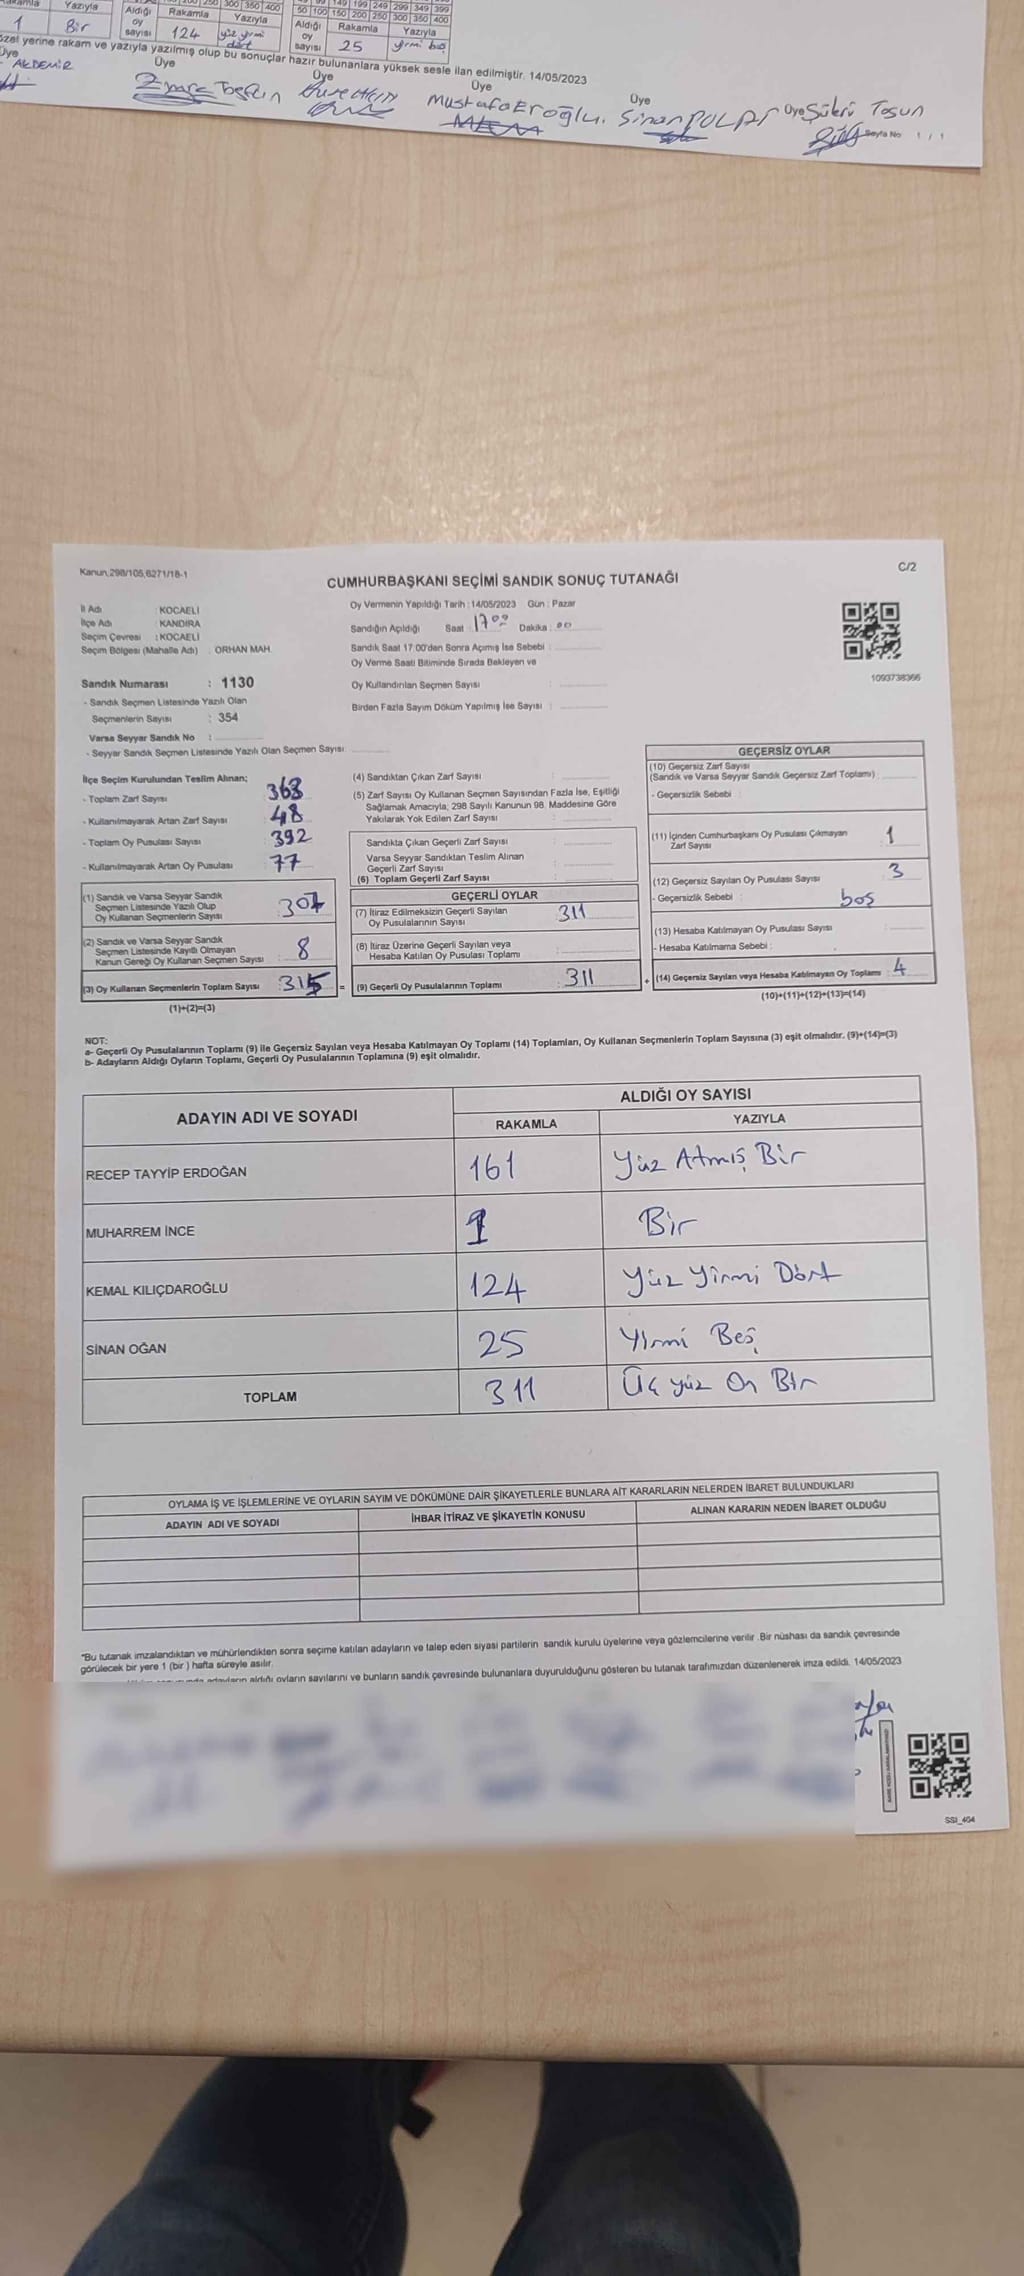 Rakamla Yazıyla
1 Bir
Aldığı oy sayısı
Rakamla Yazıyla
124 yüz yirmi dört
50 100 150 200 250 300 350 400
Aldığı oy sayısı
Rakamla Yazıyla
25 yirmi beş
özel yerine rakam ve yazıyla yazılmış olup bu sonuçlar hazır bulunanlara yüksek sesle ilan edilmiştir. 14/05/2023
Üye Üye Üye Üye Üye Üye
AKDEMİR
Mustafa Eroğlu Sinan POLAT Şükrü Tosun
Sayfa No 1 / 1
Kanun,298/105,6271/18-1
C/2
CUMHURBAŞKANI SEÇİMİ SANDIK SONUÇ TUTANAĞI
İl Adı : KOCAELİ
İlçe Adı : KANDIRA
Seçim Çevresi : KOCAELİ
Seçim Bölgesi (Mahalle Adı) : ORHAN MAH.
Sandık Numarası : 1130
- Sandık Seçmen Listesinde Yazılı Olan
Seçmenlerin Sayısı : 354
Varsa Seyyar Sandık No :
- Seyyar Sandık Seçmen Listesinde Yazılı Olan Seçmen Sayısı:
Oy Vermenin Yapıldığı Tarih : 14/05/2023 Gün : Pazar
Sandığın Açıldığı Saat : 17 00 Dakika : 00
Sandık Saat 17:00'den Sonra Açımış İse Sebebi :
Oy Verme Saati Bitiminde Sırada Bekleyen ve
Oy Kullandırılan Seçmen Sayısı :
Birden Fazla Sayım Döküm Yapılmış İse Sayısı :
1093738366
İlçe Seçim Kurulundan Teslim Alınan;
- Toplam Zarf Sayısı : 363
- Kullanılmayarak Artan Zarf Sayısı : 48
- Toplam Oy Pusulası Sayısı : 392
- Kullanılmayarak Artan Oy Pusulası : 77
(1) Sandık ve Varsa Seyyar Sandık
Seçmen Listesinde Yazılı Olup
Oy Kullanan Seçmenlerin Sayısı : 307
(2) Sandık ve Varsa Seyyar Sandık
Seçmen Listesinde Kayıtlı Olmayan
Kanun Gereği Oy Kullanan Seçmen Sayısı : 8
(3) Oy Kullanan Seçmenlerin Toplam Sayısı : 315
(1)+(2)=(3)
(4) Sandıktan Çıkan Zarf Sayısı :
(5) Zarf Sayısı Oy Kullanan Seçmen Sayısından Fazla İse, Eşitliği
Sağlamak Amacıyla; 298 Sayılı Kanunun 98. Maddesine Göre
Yakılarak Yok Edilen Zarf Sayısı :
Sandıkta Çıkan Geçerli Zarf Sayısı :
Varsa Seyyar Sandıktan Teslim Alınan
Geçerli Zarf Sayısı :
(6) Toplam Geçerli Zarf Sayısı :
GEÇERLİ OYLAR
(7) İtiraz Edilmeksizin Geçerli Sayılan
Oy Pusulalarının Sayısı : 311
(8) İtiraz Üzerine Geçerli Sayılan veya
Hesaba Katılan Oy Pusulası Toplamı :
= (9) Geçerli Oy Pusulalarının Toplamı : 311
GEÇERSİZ OYLAR
(10) Geçersiz Zarf Sayısı
(Sandık ve Varsa Seyyar Sandık Geçersiz Zarf Toplamı)
- Geçersizlik Sebebi :
(11) İçinden Cumhurbaşkanı Oy Pusulası Çıkmayan
Zarf Sayısı : 1
(12) Geçersiz Sayılan Oy Pusulası Sayısı : 3
- Geçersizlik Sebebi : boş
(13) Hesaba Katılmayan Oy Pusulası Sayısı :
- Hesaba Katılmama Sebebi :
+ (14) Geçersiz Sayılan veya Hesaba Katılmayan Oy Toplamı : 4
(10)+(11)+(12)+(13)=(14)
NOT:
a- Geçerli Oy Pusulalarının Toplamı (9) ile Geçersiz Sayılan veya Hesaba Katılmayan Oy Toplamı (14) Toplamları, Oy Kullanan Seçmenlerin Toplam Sayısına (3) eşit olmalıdır. (9)+(14)=(3)
b- Adayların Aldığı Oyların Toplamı, Geçerli Oy Pusulalarının Toplamına (9) eşit olmalıdır.
ADAYIN ADI VE SOYADI ALDIĞI OY SAYISI
RAKAMLA YAZIYLA
RECEP TAYYİP ERDOĞAN 161 Yüz Atmış Bir
MUHARREM İNCE 1 Bir
KEMAL KILIÇDAROĞLU 124 Yüz Yirmi Dört
SİNAN OĞAN 25 Yirmi Beş
TOPLAM 311 Üç yüz On Bir
OYLAMA İŞ VE İŞLEMLERİNE VE OYLARIN SAYIM VE DÖKÜMÜNE DAİR ŞİKAYETLERLE BUNLARA AİT KARARLARIN NELERDEN İBARET BULUNDUKLARI
ADAYIN ADI VE SOYADI İHBAR İTİRAZ VE ŞİKAYETİN KONUSU ALINAN KARARIN NEDEN İBARET OLDUĞU
*Bu tutanak imzalandıktan ve mühürlendikten sonra seçime katılan adayların ve talep eden siyasi partilerin sandık kurulu üyelerine veya gözlemcilerine verilir .Bir nüshası da sandık çevresinde
görülecek bir yere 1 (bir ) hafta süreyle asılır.
adayların aldığı oyların sayılarını ve bunların sandık çevresinde bulunanlara duyurulduğunu gösteren bu tutanak tarafımızdan düzenlenerek imza edildi. 14/05/2023
SSI_404